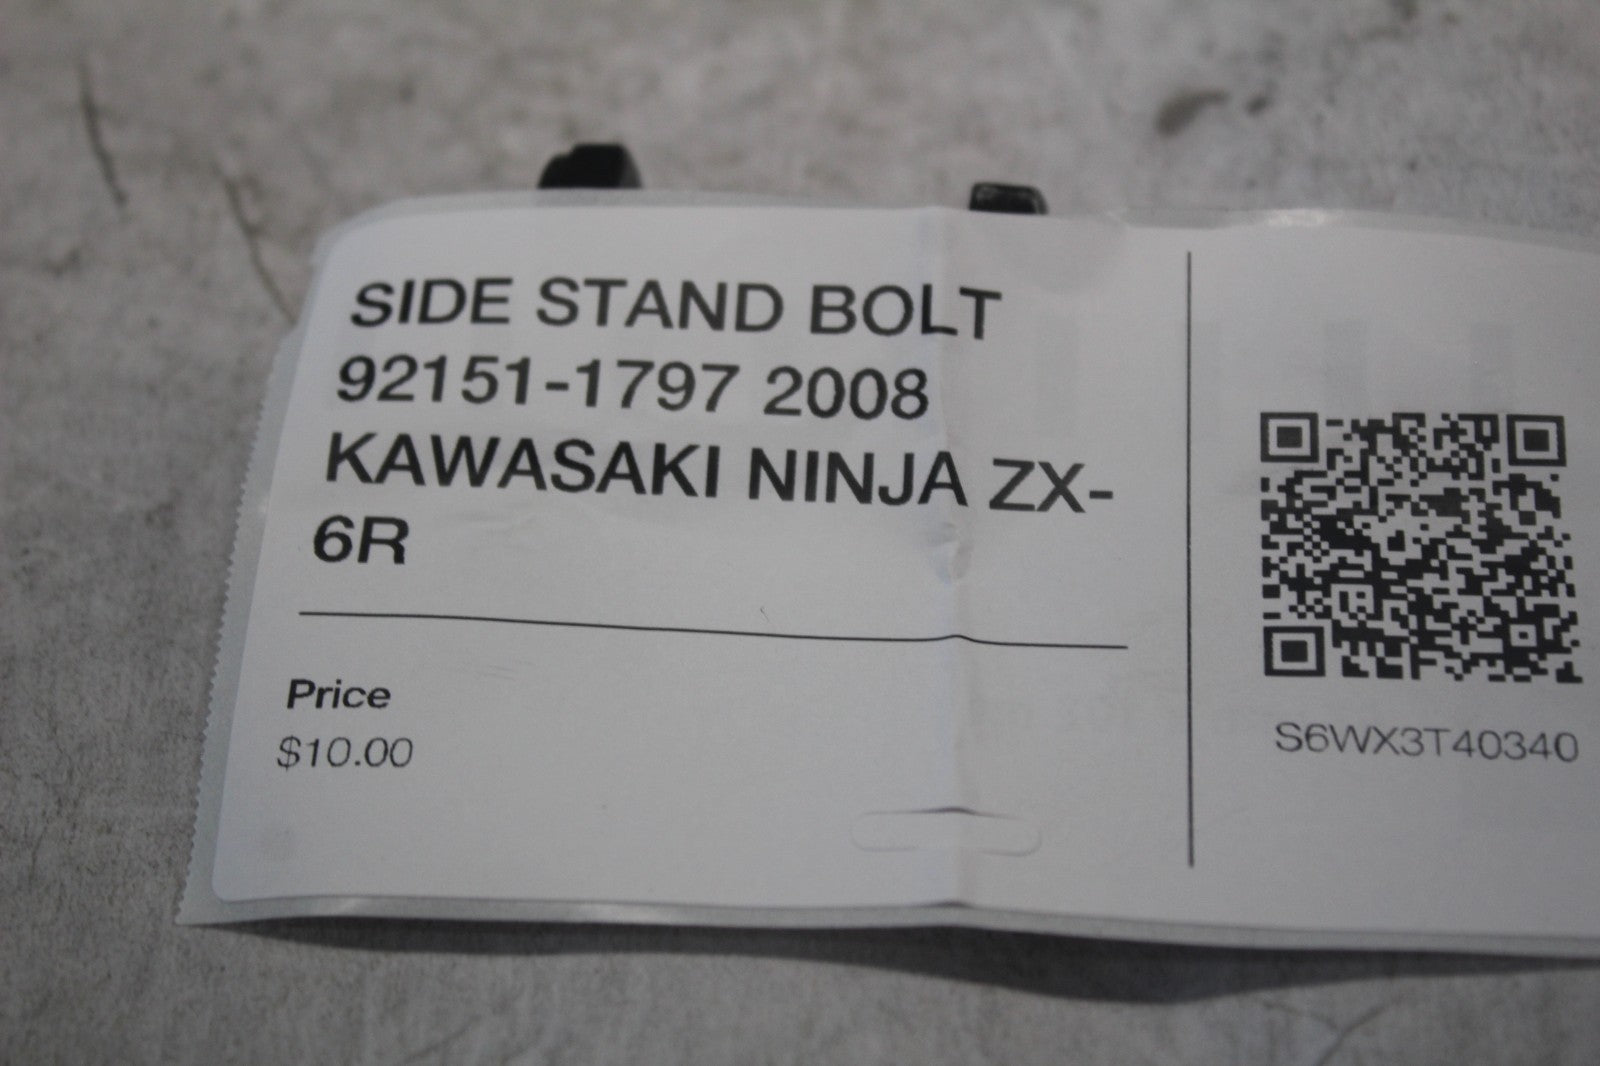 SIDE STAND BOLT
92151-1797 2008
KAWASAKI NINJA ZX-
6R
Price
$10.00
S6WX3T40340